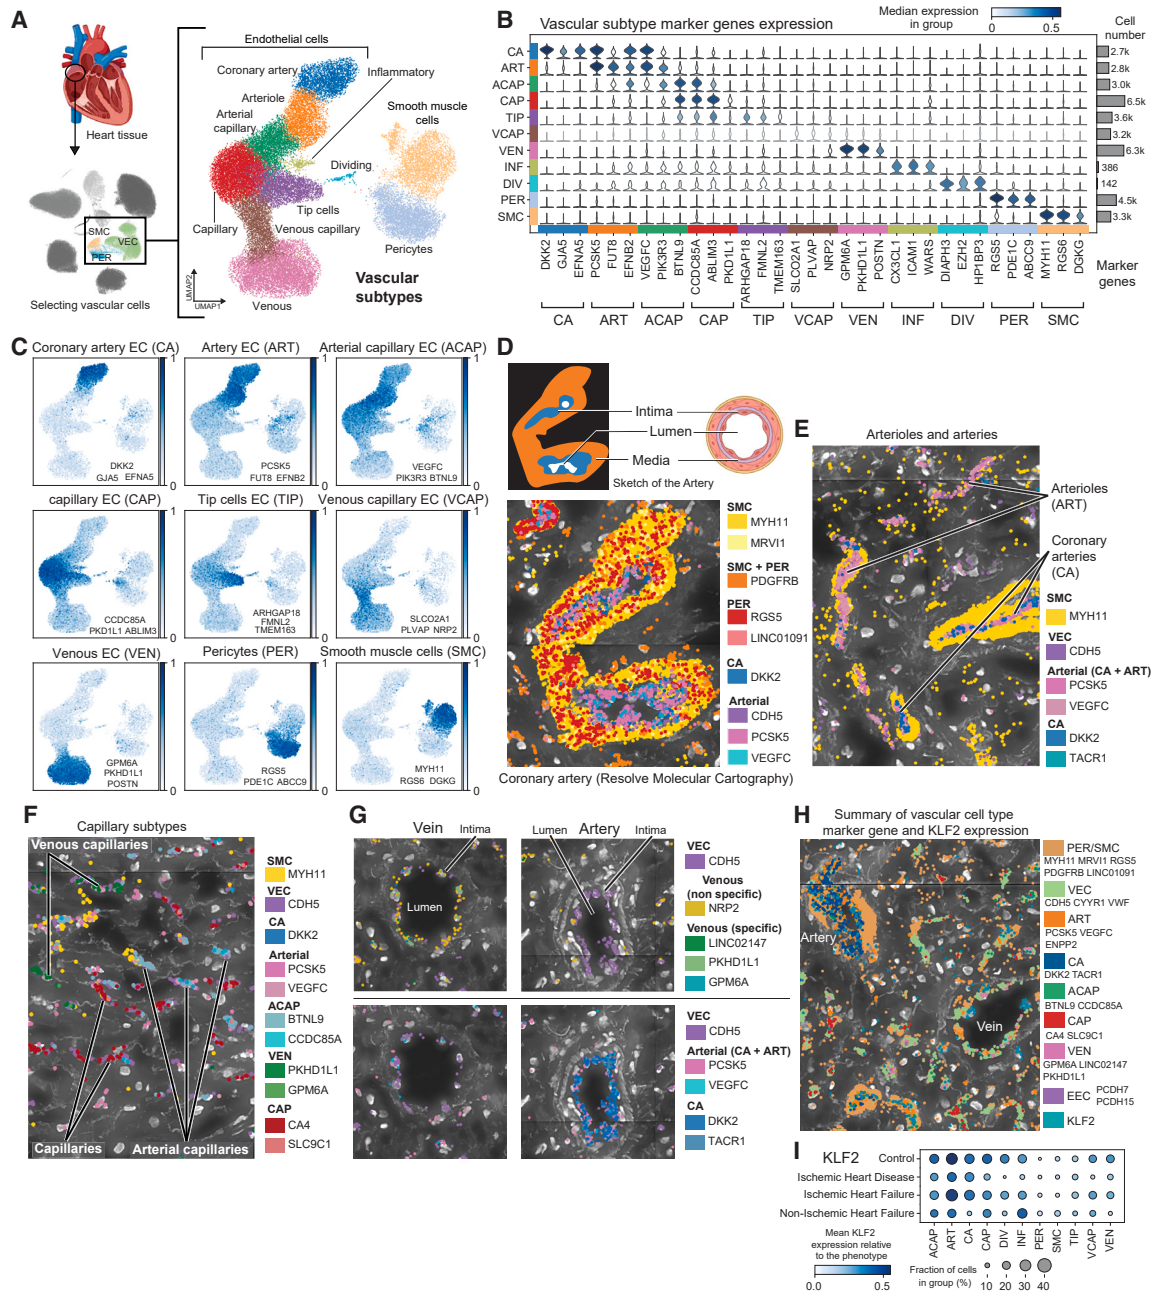 A
Endothelial cells
Coronary artery
Inflammatory
Arteriole
Smooth muscle
cells
Arterial
capillary
Heart tissue
Dividing
SMC
VEC
PER
Tip cells
Capillary
Venous capillary
Pericytes
Vascular
subtypes
UMAP2
UMAP1
Selecting vascular cells
Venous
B
Vascular subtype marker genes expression
Median expression
in group
0
0.5
Cell
number
CA
2.7k
ART
2.8k
ACAP
3.0k
CAP
6.5k
TIP
3.6k
VCAP
3.2k
VEN
6.3k
INF
386
DIV
142
PER
4.5k
SMC
3.3k
DKK2
GJA5
EFNA5
PCSK5
FUT8
EFNB2
VEGFC
PIK3R3
BTNL9
CCDC85A
ABLIM3
PKD1L1
ARHGAP18
FMNL2
TMEM163
SLCO2A1
PLVAP
NRP2
GPM6A
PKHD1L1
POSTN
CX3CL1
ICAM1
WARS
DIAPH3
EZH2
HP1BP3
RGS5
PDE1C
ABCC9
MYH11
RGS6
DGKG
Marker
genes
CA ART ACAP CAP TIP VCAP VEN INF DIV PER SMC
C
Coronary artery EC (CA)
1
0
DKK2
GJA5 EFNA5
Artery EC (ART)
1
0
PCSK5
FUT8 EFNB2
Arterial capillary EC (ACAP)
1
0
VEGFC
PIK3R3 BTNL9
capillary EC (CAP)
1
0
CCDC85A
PKD1L1 ABLIM3
Tip cells EC (TIP)
1
0
ARHGAP18
FMNL2
TMEM163
Venous capillary EC (VCAP)
1
0
SLCO2A1
PLVAP NRP2
Venous EC (VEN)
1
0
GPM6A
PKHD1L1
POSTN
Pericytes (PER)
1
0
RGS5
PDE1C ABCC9
Smooth muscle cells (SMC)
1
0
MYH11
RGS6 DGKG
D
Intima
Lumen
Media
Sketch of the Artery
SMC
MYH11
MRVI1
SMC + PER
PDGFRB
PER
RGS5
LINC01091
CA
DKK2
Arterial
CDH5
PCSK5
VEGFC
Coronary artery (Resolve Molecular Cartography)
E
Arterioles and arteries
Arterioles
(ART)
Coronary
arteries
(CA)
SMC
MYH11
VEC
CDH5
Arterial (CA + ART)
PCSK5
VEGFC
CA
DKK2
TACR1
F
Capillary subtypes
Venous capillaries
Capillaries
Arterial capillaries
SMC
MYH11
VEC
CDH5
CA
DKK2
Arterial
PCSK5
VEGFC
ACAP
BTNL9
CCDC85A
VEN
PKHD1L1
GPM6A
CAP
CA4
SLC9C1
G
Vein
Intima
Lumen
Lumen
Artery
Intima
VEC
CDH5
Venous
(non specific)
NRP2
Venous (specific)
LINC02147
PKHD1L1
GPM6A
VEC
CDH5
Arterial (CA + ART)
PCSK5
VEGFC
CA
DKK2
TACR1
H
Summary of vascular cell type
marker gene and KLF2 expression
Artery
Vein
PER/SMC
MYH11 MRVI1 RGS5
PDGFRB LINC01091
VEC
CDH5 CYYR1 VWF
ART
PCSK5 VEGFC
ENPP2
CA
DKK2 TACR1
ACAP
BTNL9 CCDC85A
CAP
CA4 SLC9C1
VEN
GPM6A LINC02147
PKHD1L1
EEC
PCDH7
PCDH15
KLF2
I
KLF2
Control
Ischemic Heart Disease
Ischemic Heart Failure
Non-Ischemic Heart Failure
ACAP
ART
CA
CAP
DIV
INF
PER
SMC
TIP
VCAP
VEN
Mean KLF2
expression relative
to the phenotype
0.0
0.5
Fraction of cells
in group (%)
10 20 30 40